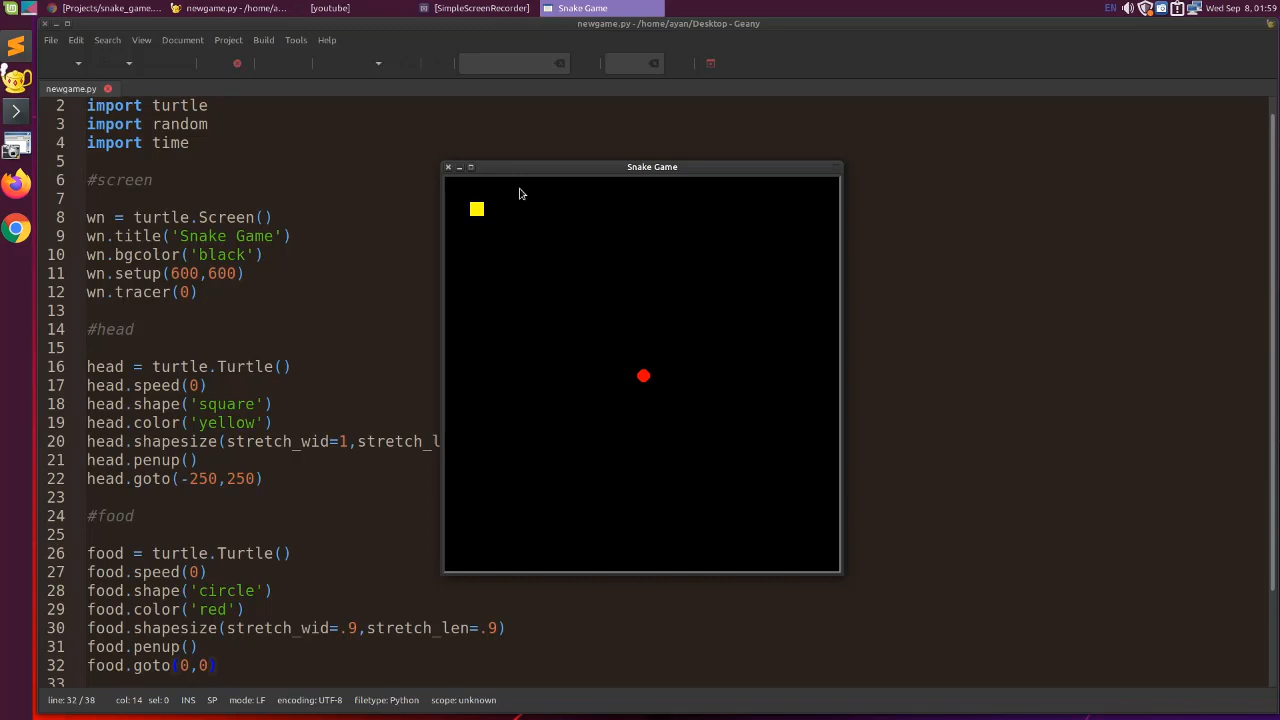 [Projects/snake_game....
newgame.py - /home/a...
[youtube]
[SimpleScreenRecorder]
Snake Game
EN
Wed Sep 8, 01:59
newgame.py - /home/ayan/Desktop - Geany
File Edit Search View Document Project Build Tools Help
newgame.py
2 import turtle
3 import random
4 import time
5
6 #screen
7
8 wn = turtle.Screen()
9 wn.title('Snake Game')
10 wn.bgcolor('black')
11 wn.setup(600,600)
12 wn.tracer(0)
13
14 #head
15
16 head = turtle.Turtle()
17 head.speed(0)
18 head.shape('square')
19 head.color('yellow')
20 head.shapesize(stretch_wid=1,stretch_l
21 head.penup()
22 head.goto(-250,250)
23
24 #food
25
26 food = turtle.Turtle()
27 food.speed(0)
28 food.shape('circle')
29 food.color('red')
30 food.shapesize(stretch_wid=.9,stretch_len=.9)
31 food.penup()
32 food.goto(0,0)
33
Snake Game
line: 32 / 38 col: 14 sel: 0 INS SP mode: LF encoding: UTF-8 filetype: Python scope: unknown